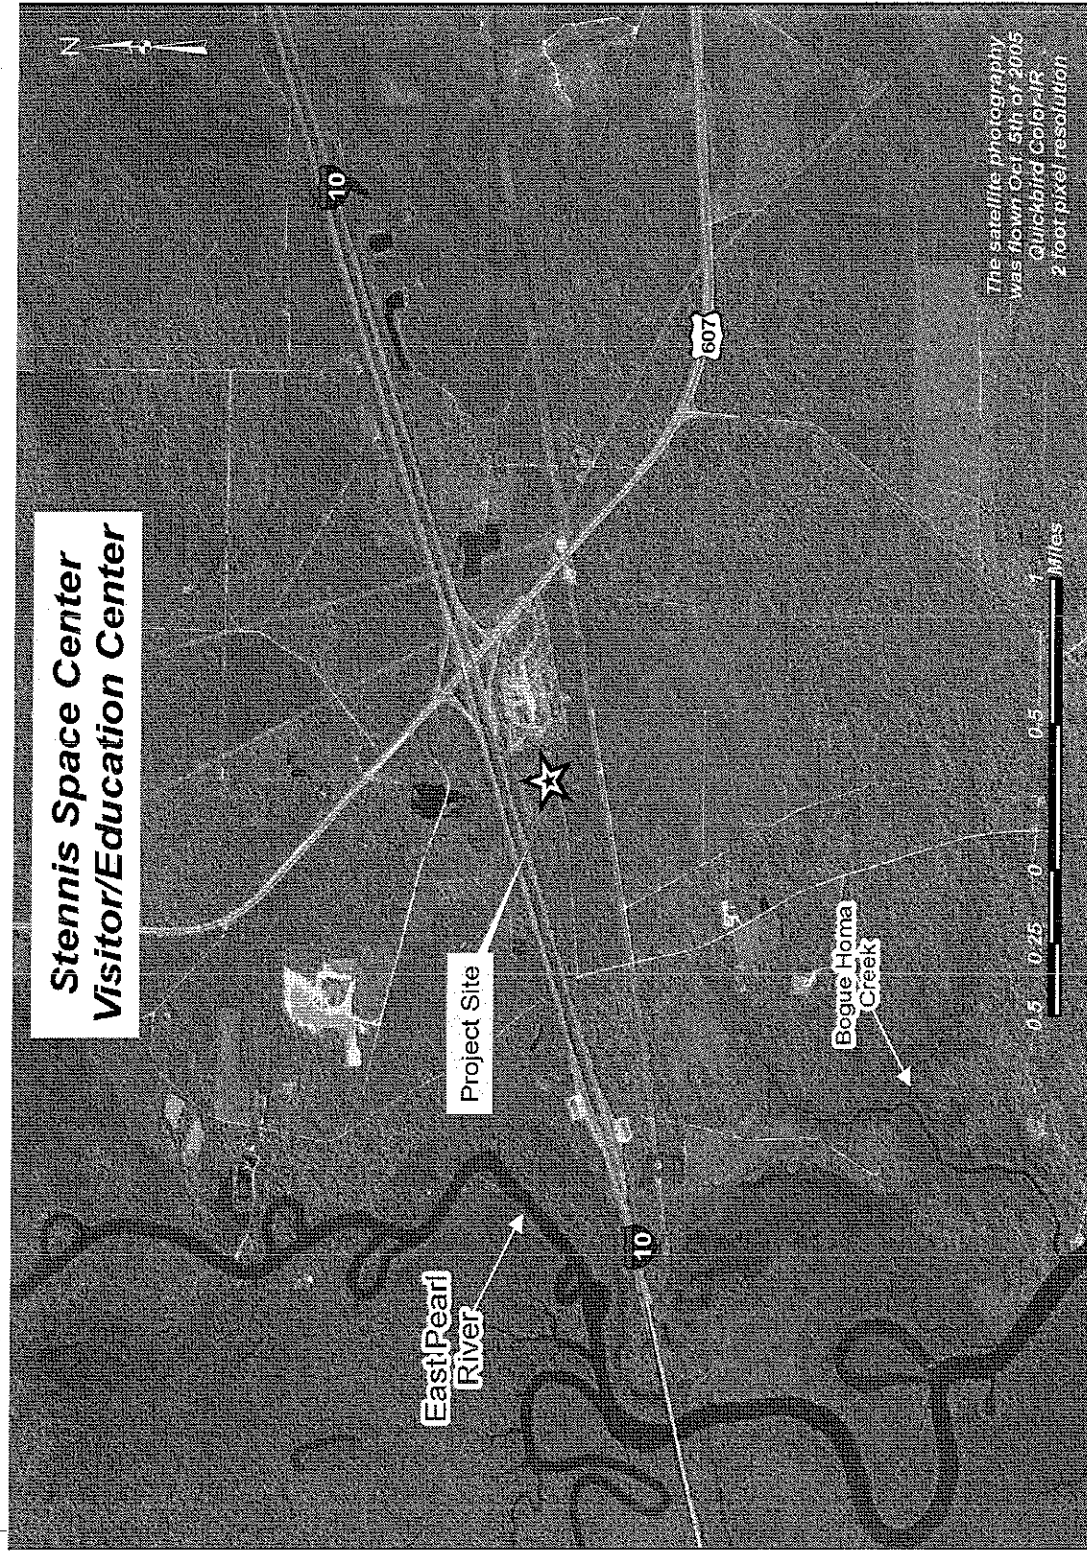 Stennis Space Center
Visitor/Education Center
N
10
Project Site
East Pearl
River
10
607
Bogue Homa
Creek
0.5 0.25 0 0.5 1
Miles
The satellite photography
was flown Oct. 5th of 2005
Quickbird Color-IR
2 foot pixel resolution